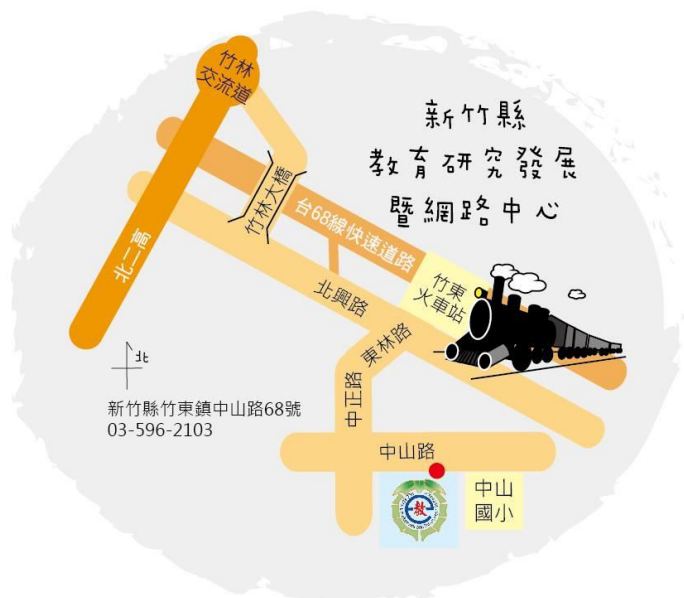 竹林
交流道
新竹縣
教育研究發展
暨網路中心
竹林大橋
台68線快速道路
北二高
北興路
竹東
火車站
東林路
北
中正路
新竹縣竹東鎮中山路68號
03-596-2103
中山路
教
中山
國小